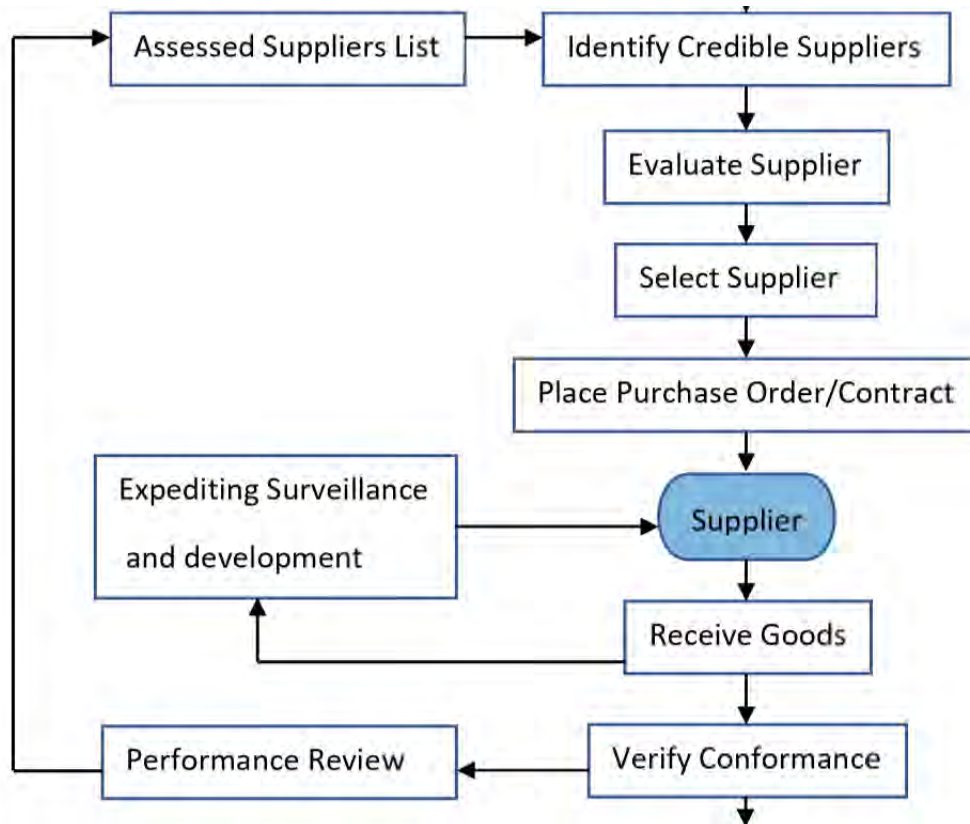 Assessed Suppliers List
Identify Credible Suppliers
Evaluate Supplier
Select Supplier
Place Purchase Order/Contract
Expediting Surveillance
and development
Supplier
Receive Goods
Performance Review
Verify Conformance